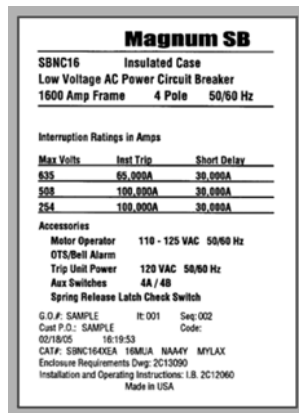 Magnum SB
SBNC16 Insulated Case
Low Voltage AC Power Circuit Breaker
1600 Amp Frame 4 Pole 50/60 Hz
Interruption Ratings in Amps
Max Volts Inst Trip Short Delay
635 65,000A 30,000A
508 100,000A 30,000A
254 100,000A 30,000A
Accessories
Motor Operator 110 - 125 VAC 50/60 Hz
OTS/Bell Alarm
Trip Unit Power 120 VAC 50/60 Hz
Aux Switches 4A / 4B
Spring Release Latch Check Switch
G.O.#: SAMPLE It: 001 Seq: 002
Cust P.O.: SAMPLE Code:
02/18/05 16:19:53
CAT#: SBNC164XEA 16MUA NAA4Y MYLAX
Enclosure Requirements Dwg: 2C13090
Installation and Operating Instructions: I.B. 2C12060
Made in USA